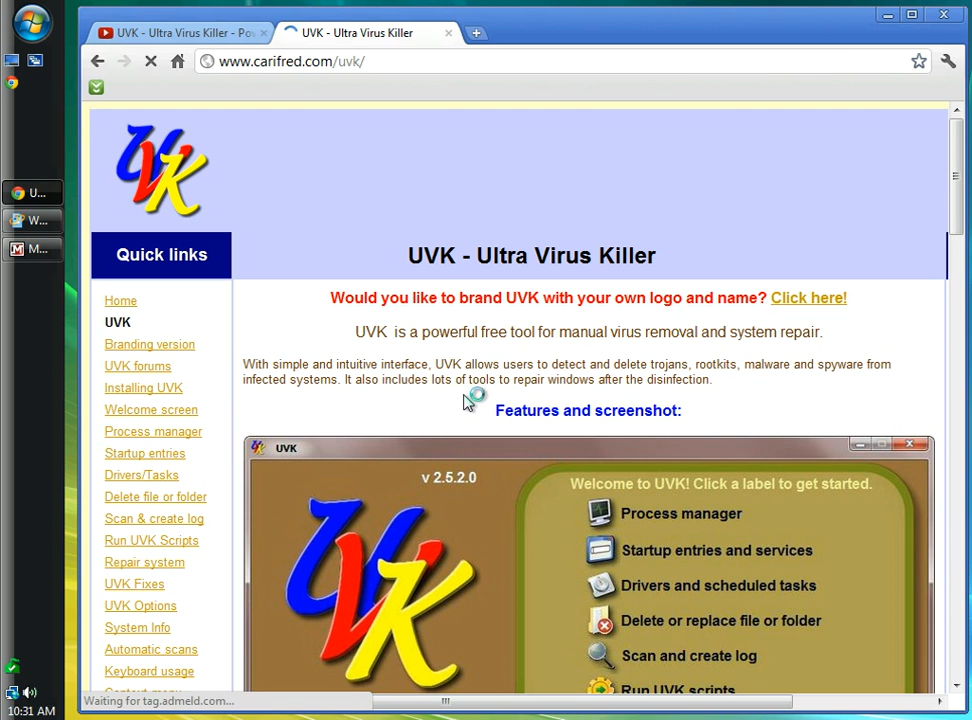 UVK - Ultra Virus Killer - Pow
UVK - Ultra Virus Killer
www.carifred.com/uvk/
UVK
Quick links
UVK - Ultra Virus Killer
Would you like to brand UVK with your own logo and name? Click here!
UVK is a powerful free tool for manual virus removal and system repair.
With simple and intuitive interface, UVK allows users to detect and delete trojans, rootkits, malware and spyware from
infected systems. It also includes lots of tools to repair windows after the disinfection.
Features and screenshot:
Home
UVK
Branding version
UVK forums
Installing UVK
Welcome screen
Process manager
Startup entries
Drivers/Tasks
Delete file or folder
Scan & create log
Run UVK Scripts
Repair system
UVK Fixes
UVK Options
System Info
Automatic scans
Keyboard usage
UVK
v 2.5.2.0
UVK
Welcome to UVK! Click a label to get started.
Process manager
Startup entries and services
Drivers and scheduled tasks
Delete or replace file or folder
Scan and create log
Run UVK scripts
Waiting for tag.admeld.com...
U...
W...
M...
10:31 AM